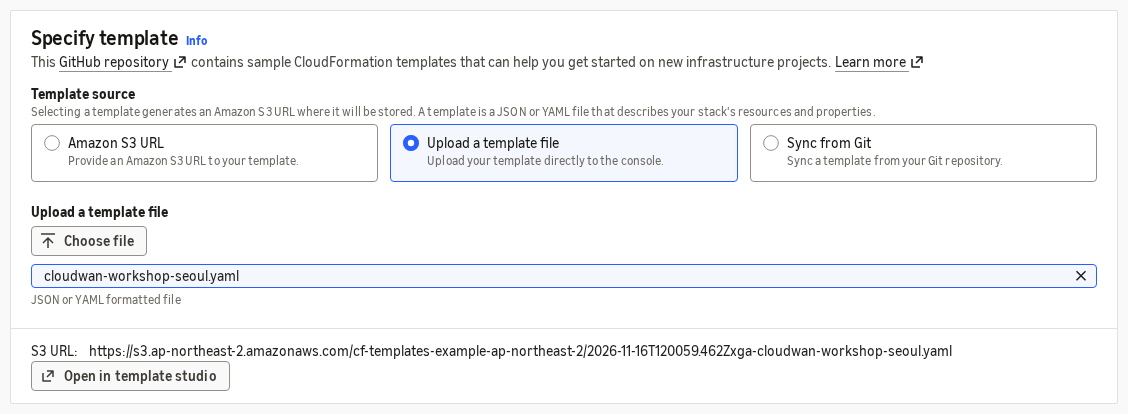 Specify template Info
This GitHub repository contains sample CloudFormation templates that can help you get started on new infrastructure projects. Learn more
Template source
Selecting a template generates an Amazon S3 URL where it will be stored. A template is a JSON or YAML file that describes your stack's resources and properties.
Amazon S3 URL
Provide an Amazon S3 URL to your template.
Upload a template file
Upload your template directly to the console.
Sync from Git
Sync a template from your Git repository.
Upload a template file
Choose file
cloudwan-workshop-seoul.yaml
JSON or YAML formatted file
S3 URL: https://s3.ap-northeast-2.amazonaws.com/cf-templates-example-ap-northeast-2/2026-11-16T120059.462Zxga-cloudwan-workshop-seoul.yaml
Open in template studio